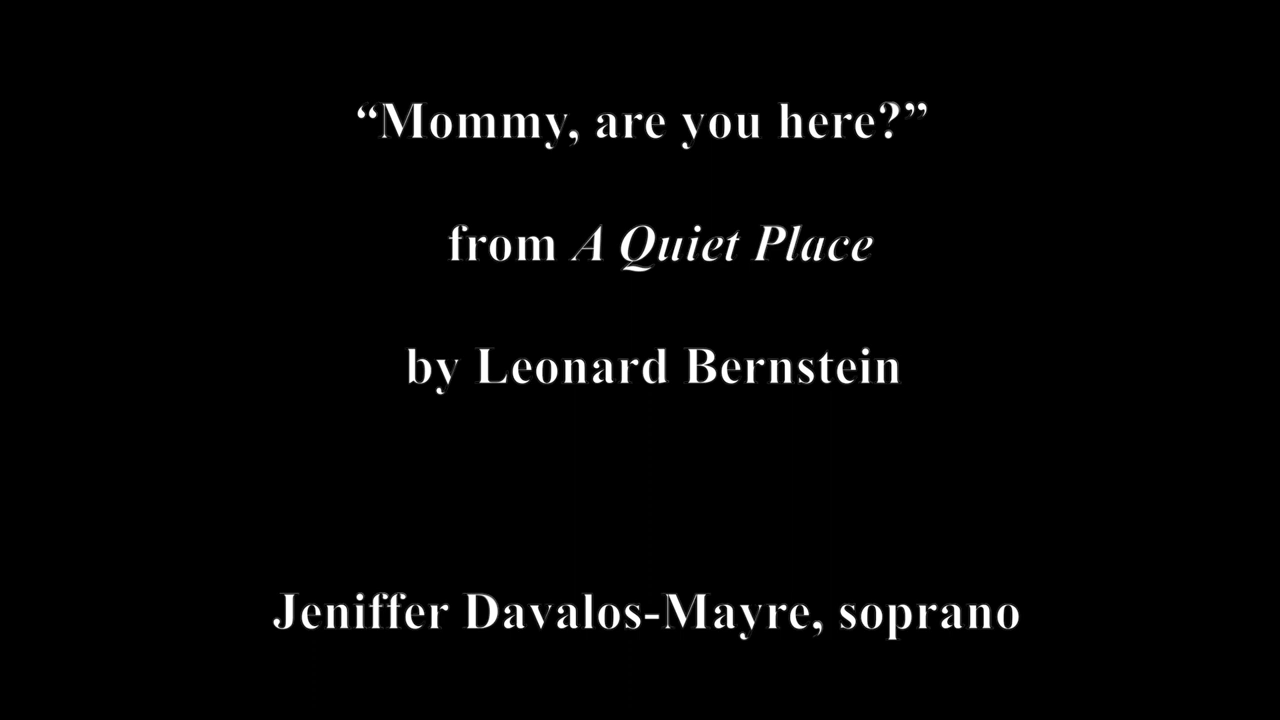 “Mommy, are you here?”
from A Quiet Place
by Leonard Bernstein
Jeniffer Davalos-Mayre, soprano